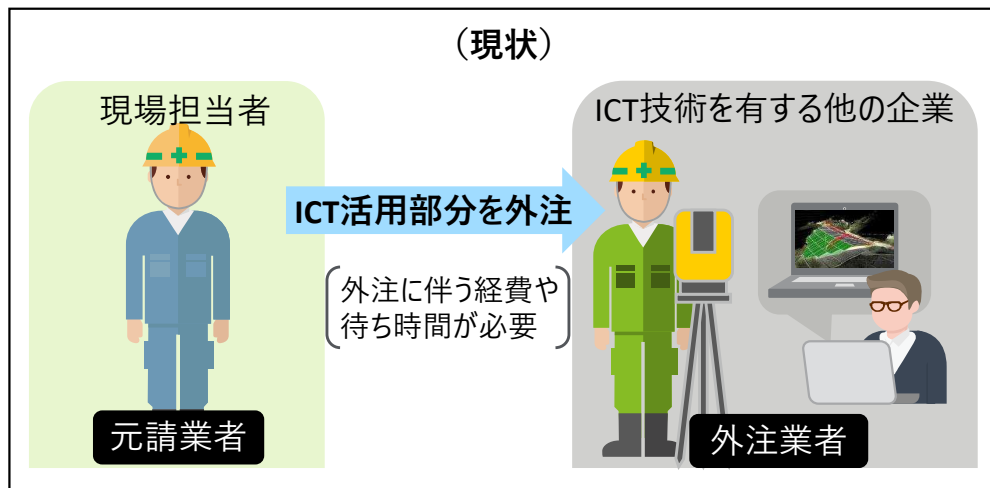 （現状）
現場担当者
ICT技術を有する他の企業
ICT活用部分を外注
外注に伴う経費や
待ち時間が必要
元請業者
外注業者